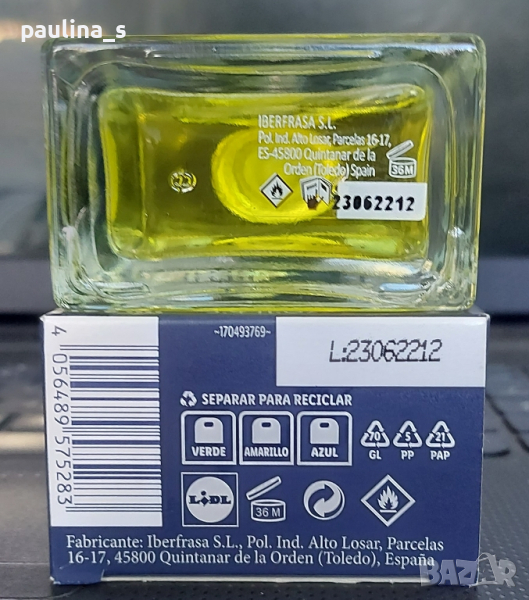 paulina_s
IBERFRASA S.L.
Pol. Ind. Alto Losar, Parcelas 16-17,
ES-45800 Quintanar de la
Orden (Toledo) Spain
36M
23062212
~170493769~
L:23062212
SEPARAR PARA RECICLAR
VERDE AMARILLO AZUL
70 5 21
GL PP PAP
LIDL
36 M
4 056489 575283
Fabricante: Iberfrasa S.L., Pol. Ind. Alto Losar, Parcelas
16-17, 45800 Quintanar de la Orden (Toledo), España
BAZAR